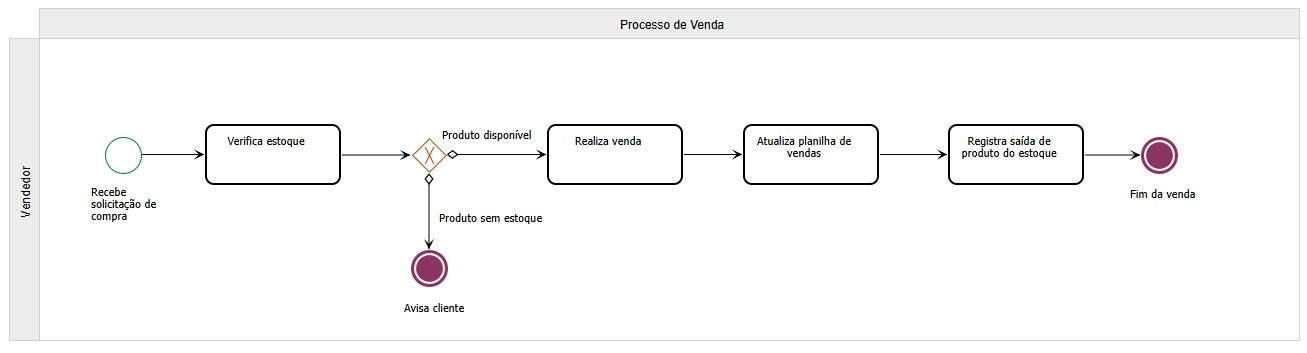 Processo de Venda
Vendedor
Recebe
solicitação de
compra
Verifica estoque
X
Produto disponível
Produto sem estoque
Avisa cliente
Realiza venda
Atualiza planilha de
vendas
Registra saída de
produto do estoque
Fim da venda